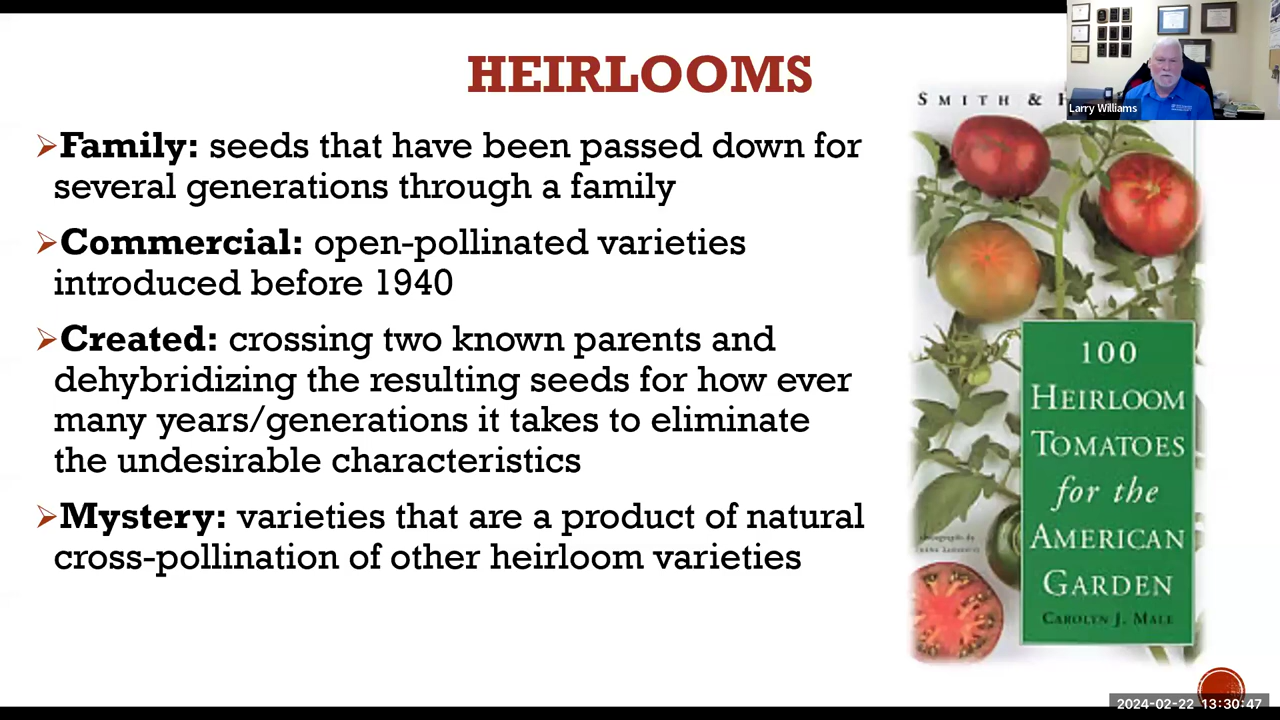 HEIRLOOMS
Family: seeds that have been passed down for
several generations through a family
Commercial: open-pollinated varieties
introduced before 1940
Created: crossing two known parents and
dehybridizing the resulting seeds for how ever
many years/generations it takes to eliminate
the undesirable characteristics
Mystery: varieties that are a product of natural
cross-pollination of other heirloom varieties
SMITH &
100
HEIRLOOM
TOMATOES
for the
AMERICAN
GARDEN
CAROLYN J. MALE
Larry Williams
2024-02-22 13:30:47